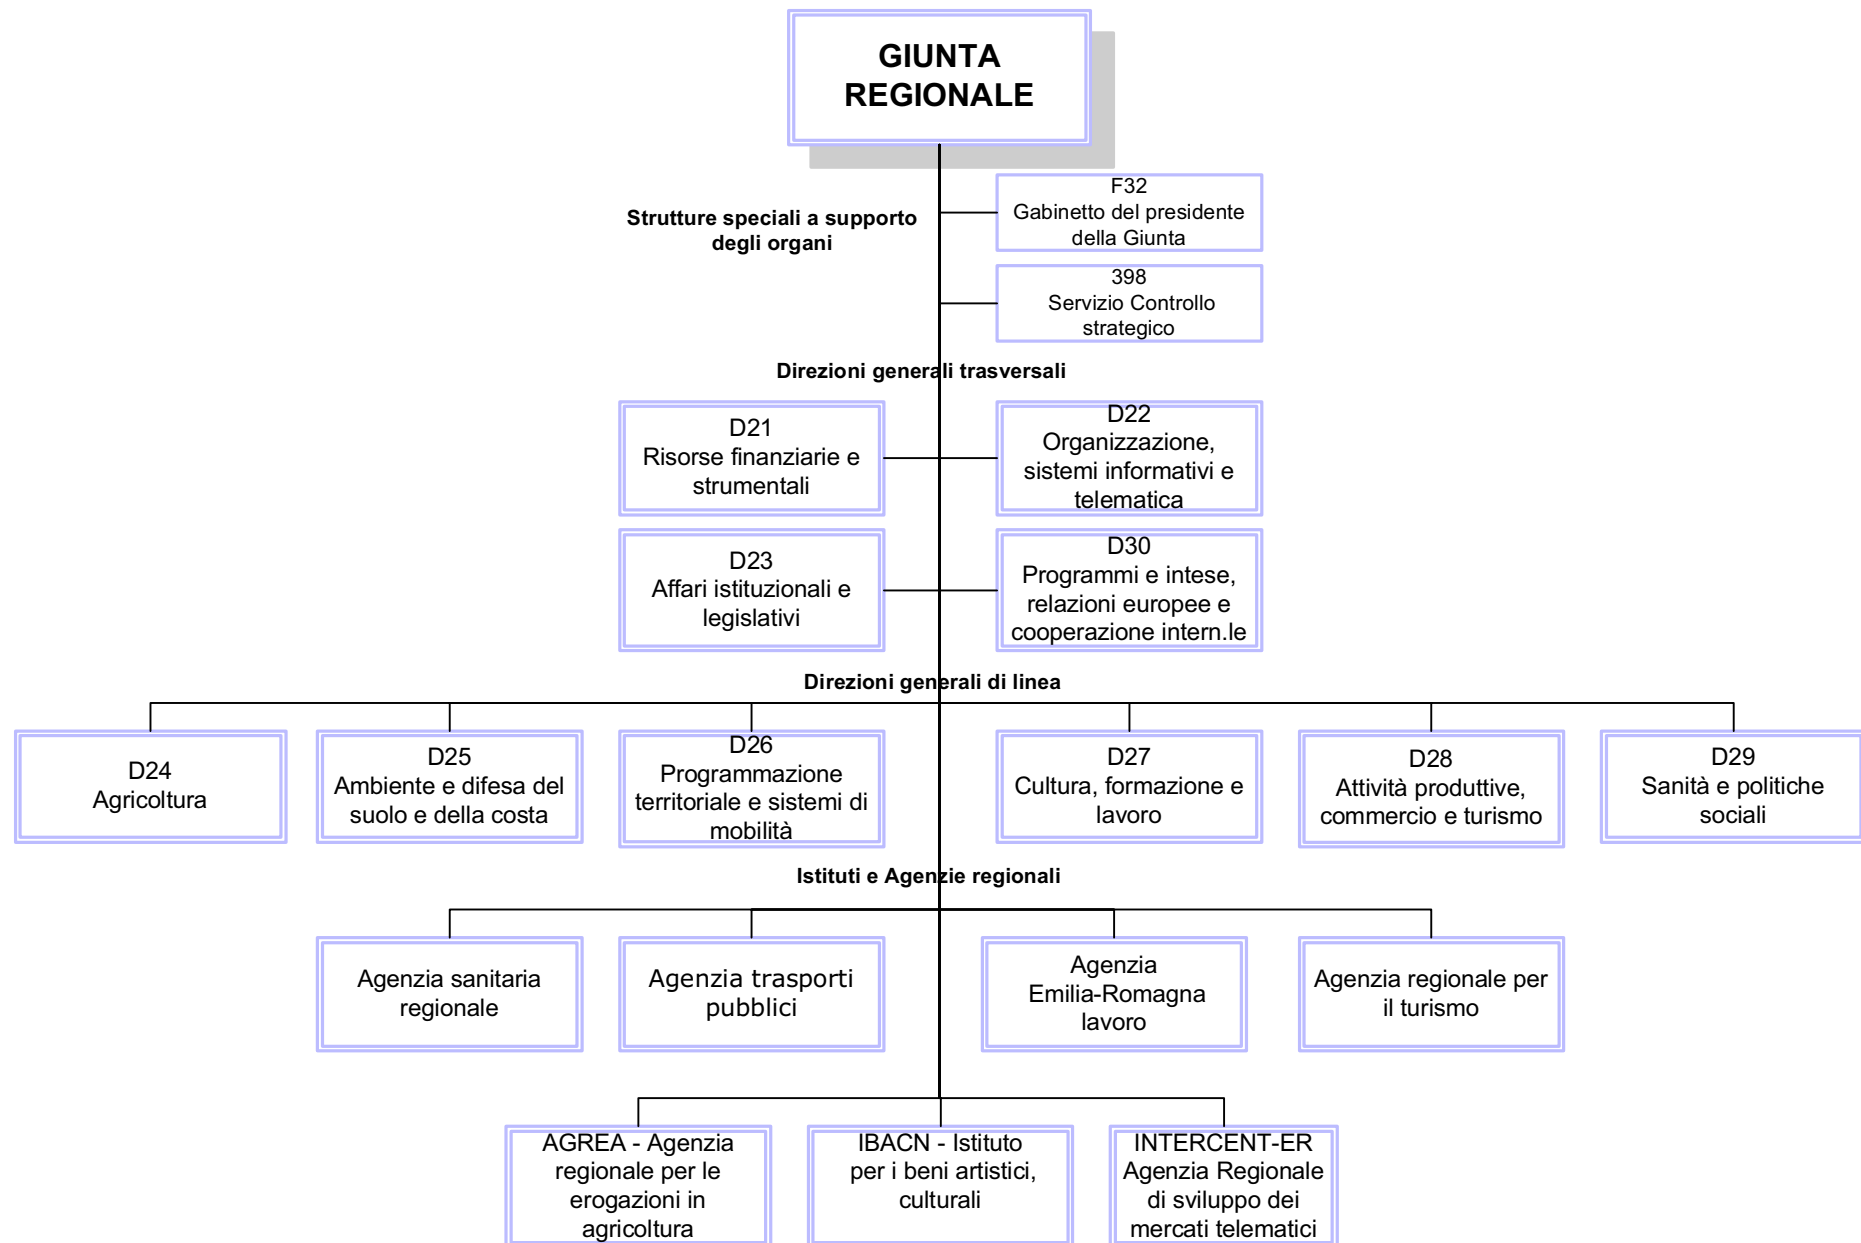 GIUNTA
REGIONALE
Strutture speciali a supporto
degli organi
F32
Gabinetto del presidente
della Giunta
398
Servizio Controllo
strategico
Direzioni generali trasversali
D21
Risorse finanziarie e
strumentali
D22
Organizzazione,
sistemi informativi e
telematica
D23
Affari istituzionali e
legislativi
D30
Programmi e intese,
relazioni europee e
cooperazione intern.le
Direzioni generali di linea
D24
Agricoltura
D25
Ambiente e difesa del
suolo e della costa
D26
Programmazione
territoriale e sistemi di
mobilità
D27
Cultura, formazione e
lavoro
D28
Attività produttive,
commercio e turismo
D29
Sanità e politiche
sociali
Istituti e Agenzie regionali
Agenzia sanitaria
regionale
Agenzia trasporti
pubblici
Agenzia
Emilia-Romagna
lavoro
Agenzia regionale per
il turismo
AGREA - Agenzia
regionale per le
erogazioni in
agricoltura
IBACN - Istituto
per i beni artistici,
culturali
INTERCENT-ER
Agenzia Regionale
di sviluppo dei
mercati telematici